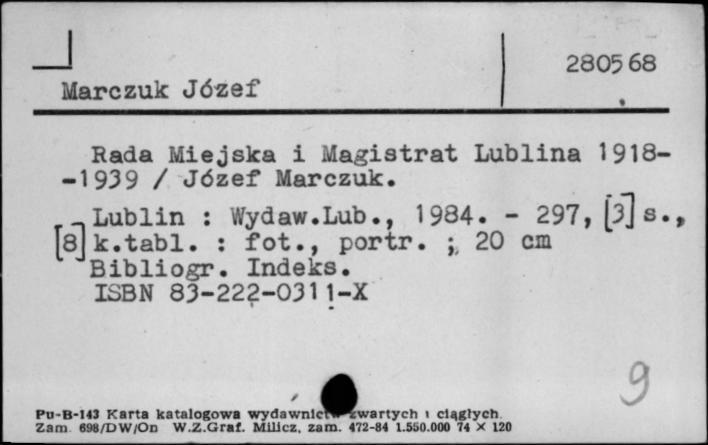 280568
Marczuk Józef
Rada Miejska i Magistrat Lublina 1918-
-1939 / Józef Marczuk.
Lublin : Wydaw.Lub., 1984. - 297, [3] s.,
[8] k.tabl. : fot., portr. ; 20 cm
Bibliogr. Indeks.
ISBN 83-222-0311-X
9
Pu-B-143 Karta katalogowa wydawnictw zwartych i ciągłych.
Zam. 698/DW/On W.Z.Graf. Milicz, zam. 472-84 1.550.000 74 × 120